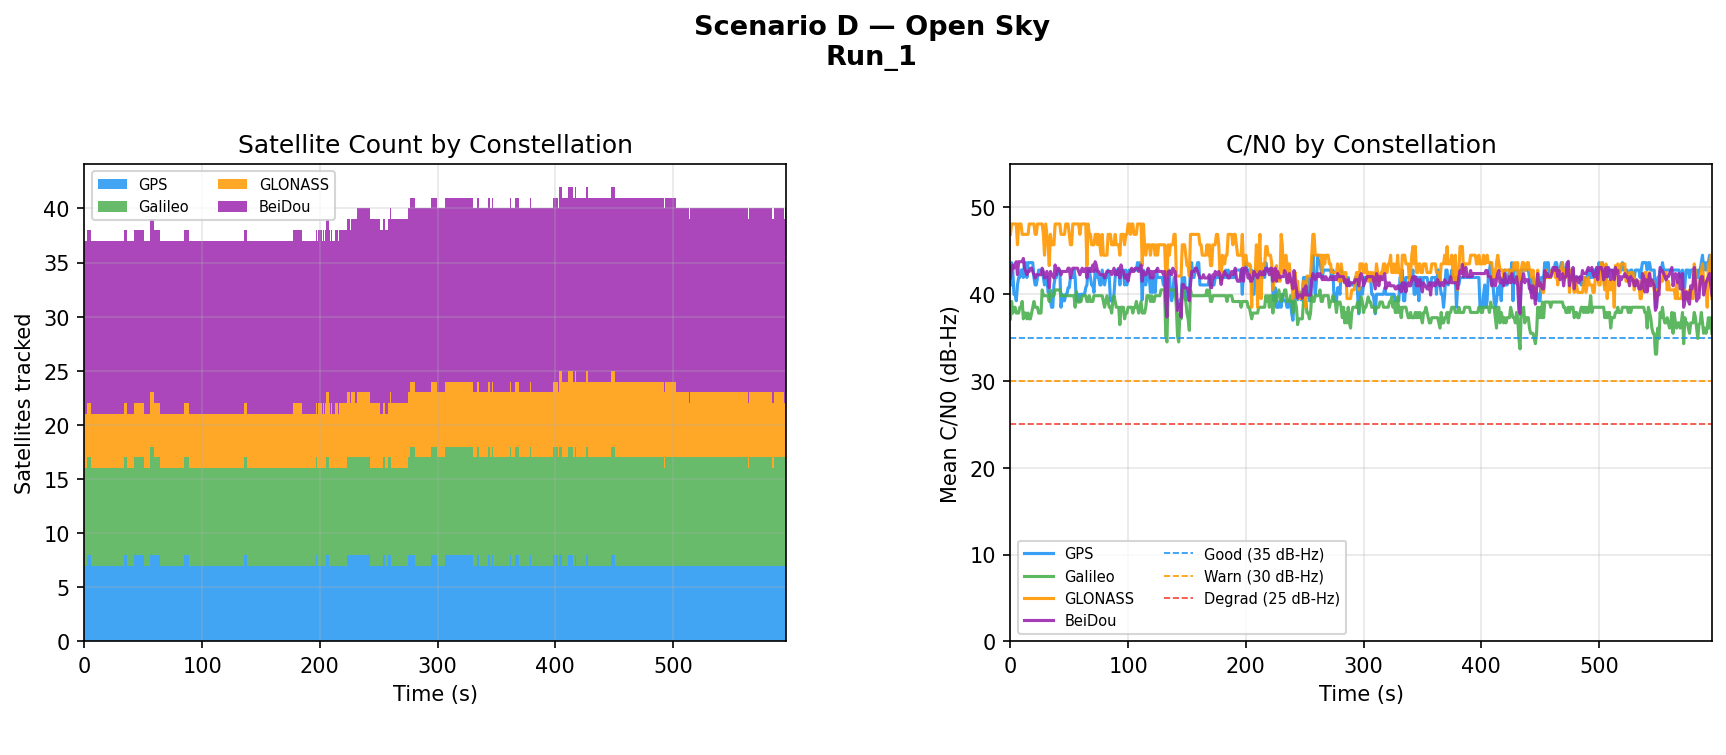 Scenario D — Open Sky
Run_1
Satellite Count by Constellation
GPS
Galileo
GLONASS
BeiDou
Satellites tracked
40
35
30
25
20
15
10
5
0
0 100 200 300 400 500
Time (s)
C/N0 by Constellation
Mean C/N0 (dB-Hz)
50
40
30
20
10
0
GPS
Galileo
GLONASS
BeiDou
Good (35 dB-Hz)
Warn (30 dB-Hz)
Degrad (25 dB-Hz)
0 100 200 300 400 500
Time (s)